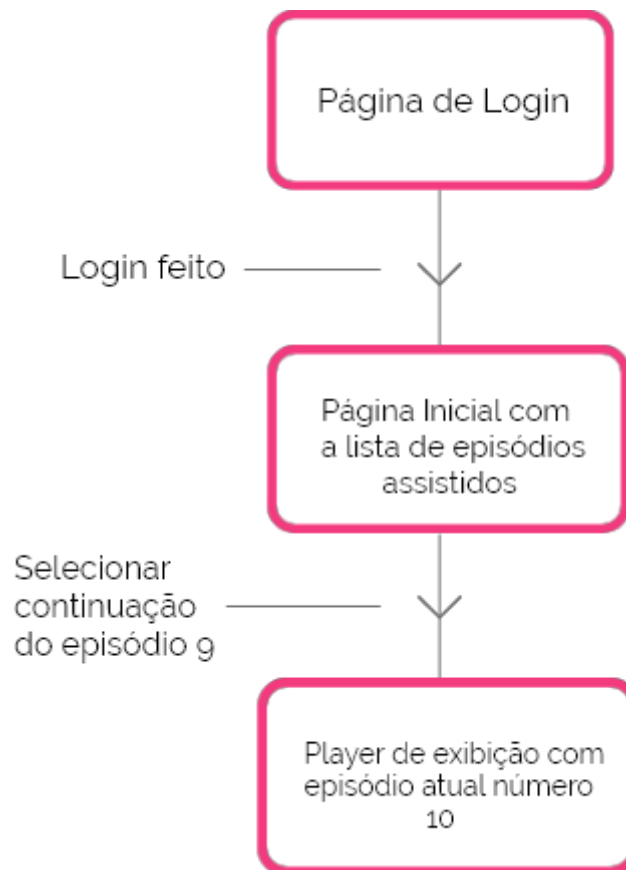 Página de Login
Login feito
Página Inicial com
a lista de episódios
assistidos
Selecionar
continuação
do episódio 9
Player de exibição com
episódio atual número
10